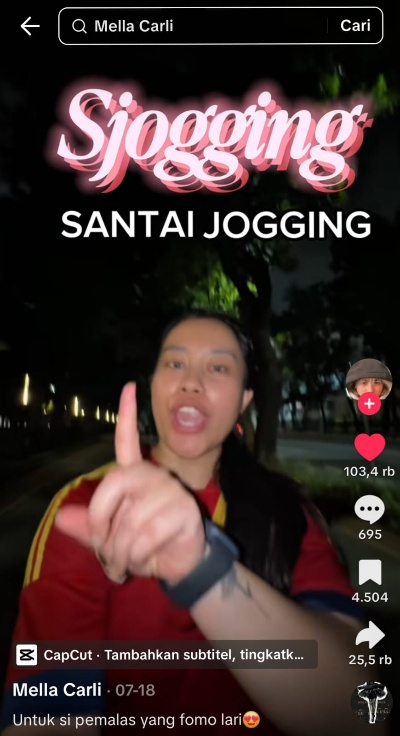 Mella Carli
Cari
Sjogging
SANTAI JOGGING
103,4 rb
695
4.504
25,5 rb
CapCut · Tambahkan subtitel, tingkatk...
Mella Carli · 07-18
Untuk si pemalas yang fomo lari😍